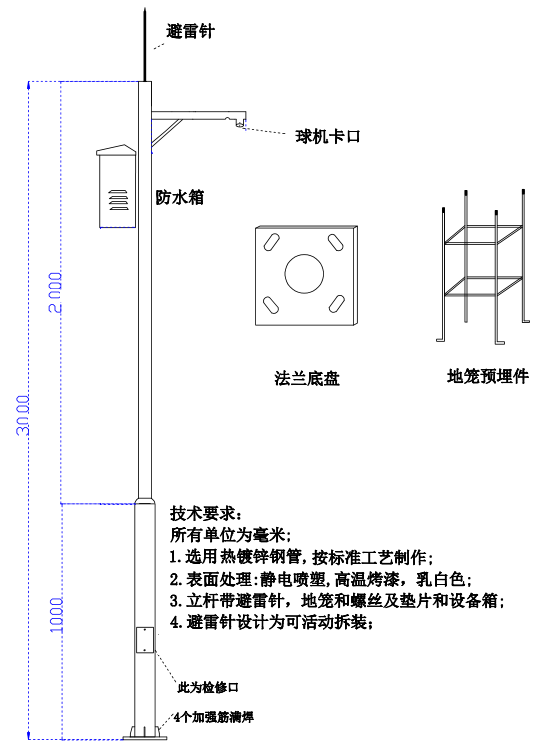 避雷针
球机卡口
防水箱
2000
3000
法兰底盘
地笼预埋件
技术要求:
所有单位为毫米;
1.选用热镀锌钢管,按标准工艺制作;
2.表面处理:静电喷塑,高温烤漆，乳白色;
3.立杆带避雷针，地笼和螺丝及垫片和设备箱;
4.避雷针设计为可活动拆装;
1000
此为检修口
4个加强筋满焊